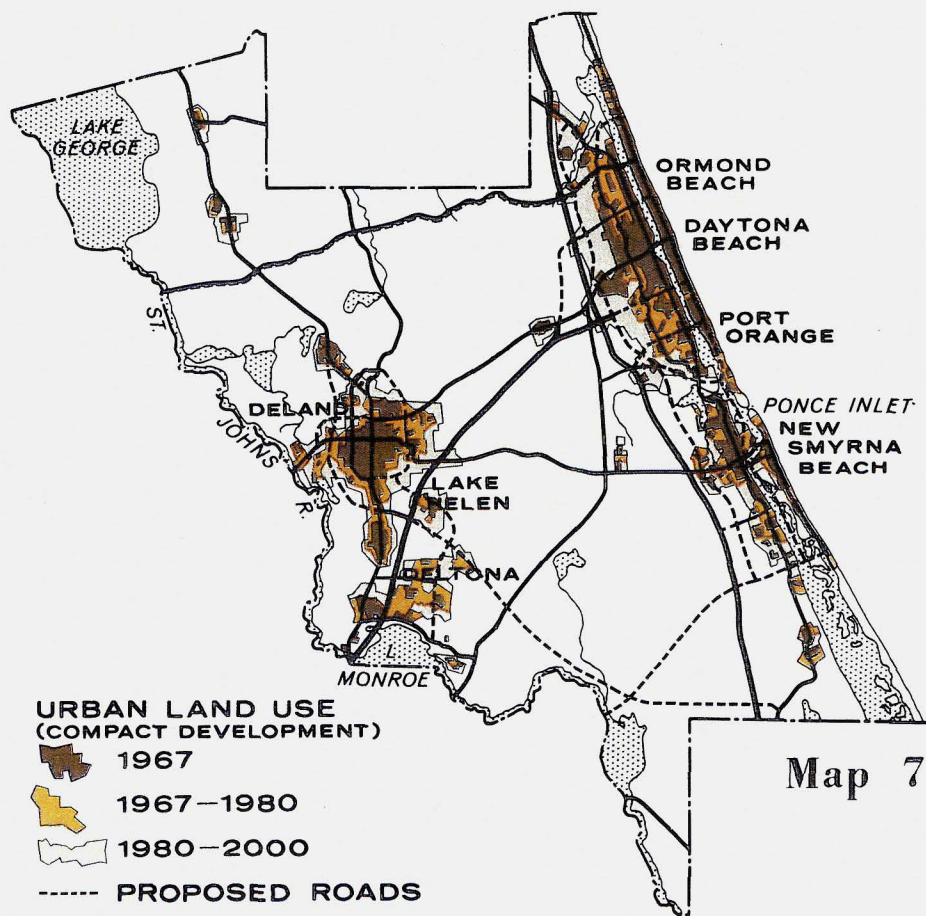 LAKE
GEORGE
ORMOND
BEACH
DAYTONA
BEACH
PORT
ORANGE
ST.
JOHNS
R.
DELAND
PONCE INLET
NEW
SMYRNA
BEACH
LAKE
HELEN
DELTONA
L
MONROE
URBAN LAND USE
(COMPACT DEVELOPMENT)
1967
1967–1980
1980–2000
PROPOSED ROADS
Map 7